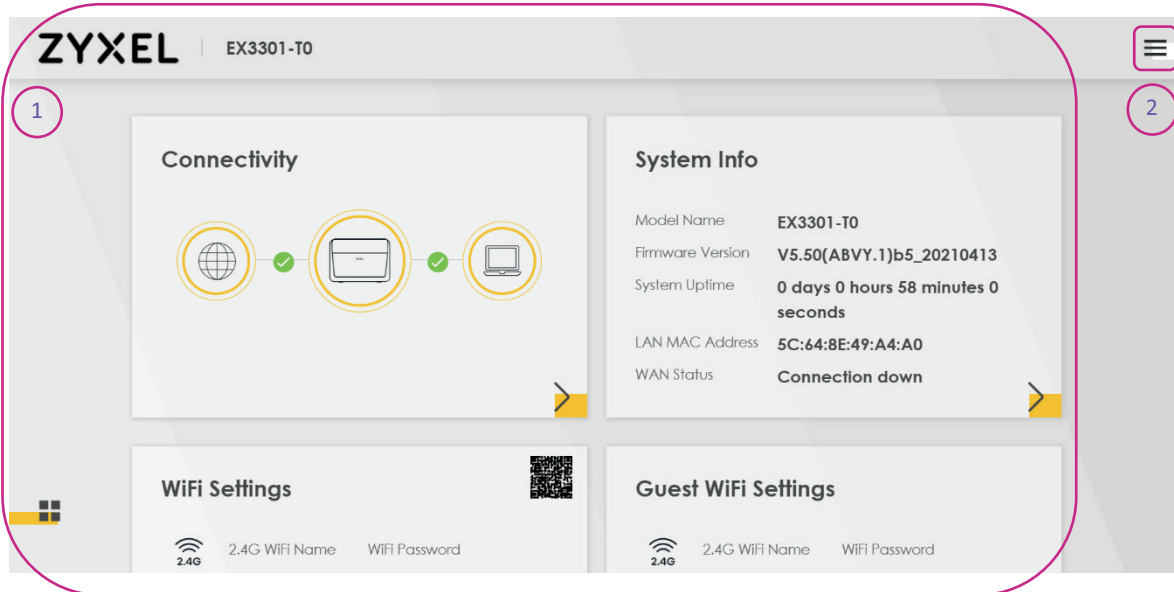 ZYXEL EX3301-T0
1
2
Connectivity
System Info
Model Name EX3301-T0
Firmware Version V5.50(ABVY.1)b5_20210413
System Uptime 0 days 0 hours 58 minutes 0
seconds
LAN MAC Address 5C:64:8E:49:A4:A0
WAN Status Connection down
WiFi Settings
2.4G 2.4G WiFi Name WiFi Password
Guest WiFi Settings
2.4G 2.4G WiFi Name WiFi Password